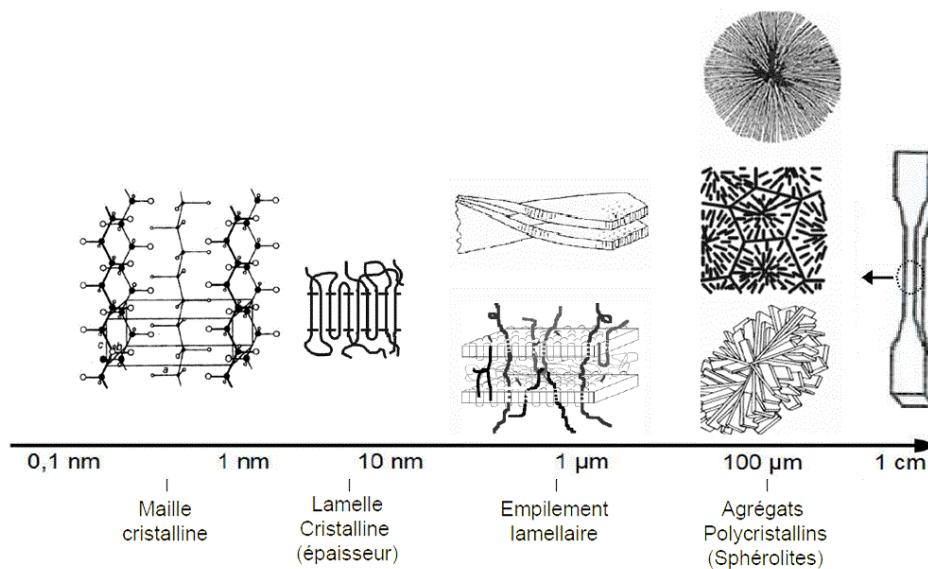 0,1 nm 1 nm 10 nm 1 µm 100 µm 1 cm
Maille
cristalline
Lamelle
Cristalline
(épaisseur)
Empilement
lamellaire
Agrégats
Polycristallins
(Sphérolites)